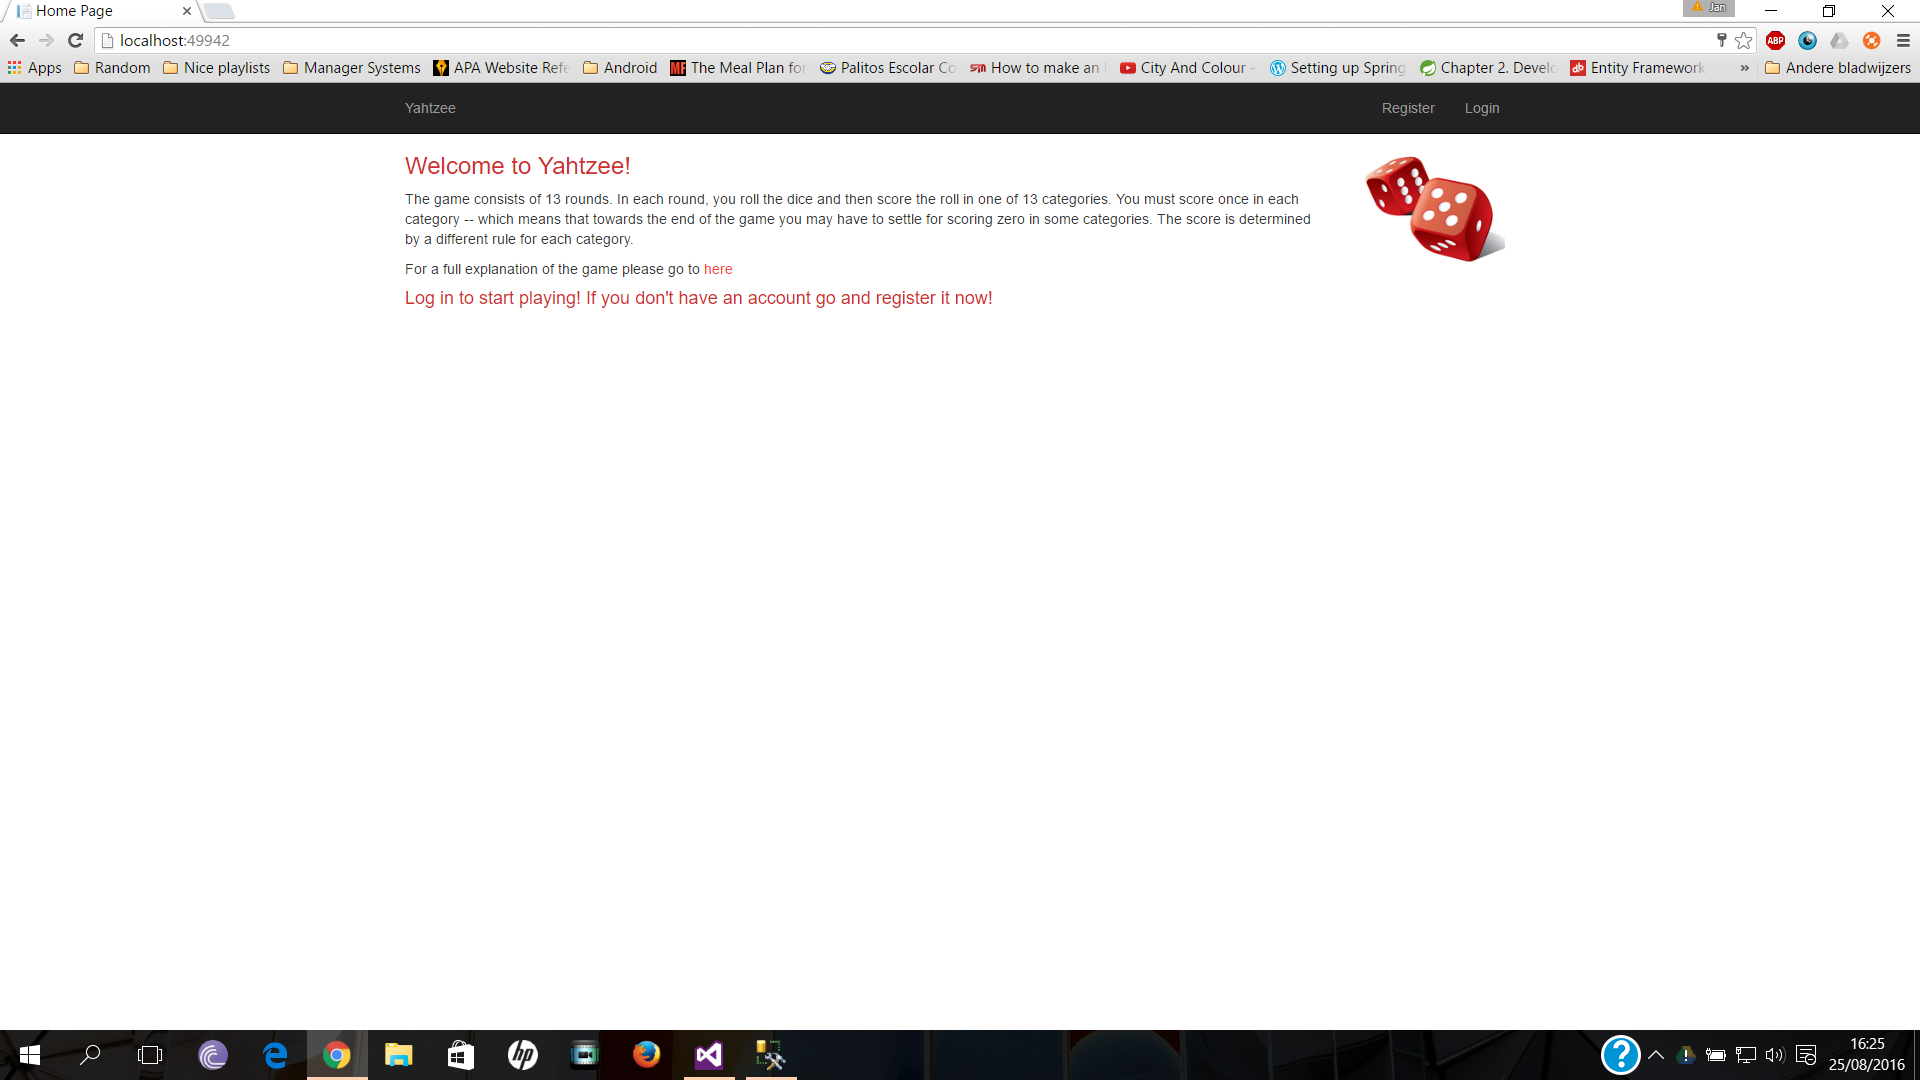 Home Page
Jan
localhost:49942
ABP
Apps Random Nice playlists Manager Systems APA Website Refe Android MF The Meal Plan for Palitos Escolar Co How to make an City And Colour - Setting up Spring Chapter 2. Develo Entity Framework » Andere bladwijzers
Yahtzee Register Login
Welcome to Yahtzee!
The game consists of 13 rounds. In each round, you roll the dice and then score the roll in one of 13 categories. You must score once in each
category -- which means that towards the end of the game you may have to settle for scoring zero in some categories. The score is determined
by a different rule for each category.
For a full explanation of the game please go to here
Log in to start playing! If you don't have an account go and register it now!
hp
?
16:25
25/08/2016